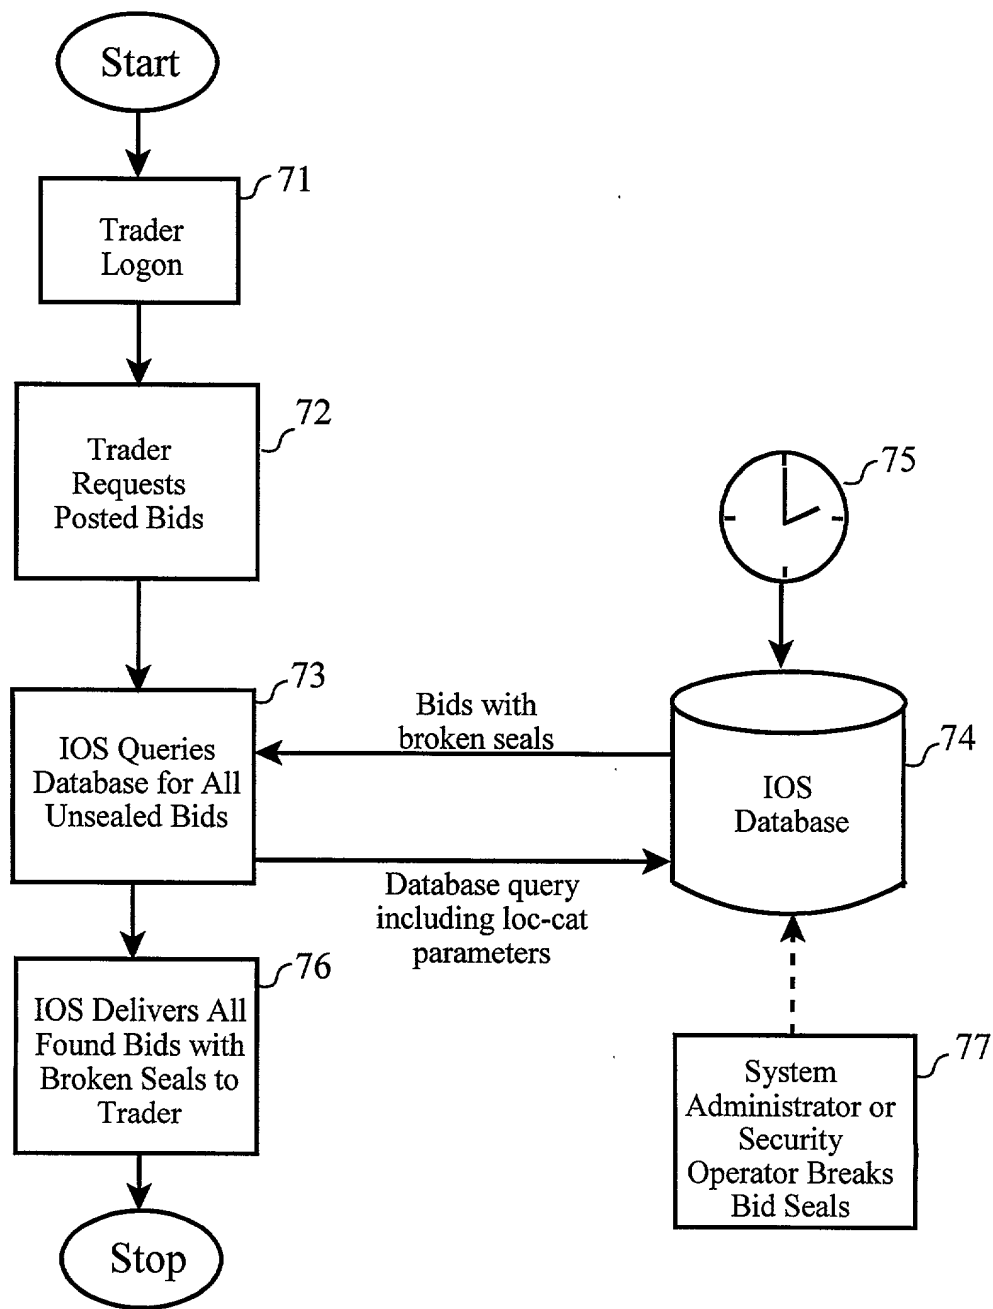 Start
71
Trader
Logon
72
Trader
Requests
Posted Bids
75
73
IOS Queries
Database for All
Unsealed Bids
Bids with
broken seals
74
IOS
Database
Database query
including loc-cat
parameters
76
IOS Delivers All
Found Bids with
Broken Seals to
Trader
77
System
Administrator or
Security
Operator Breaks
Bid Seals
Stop